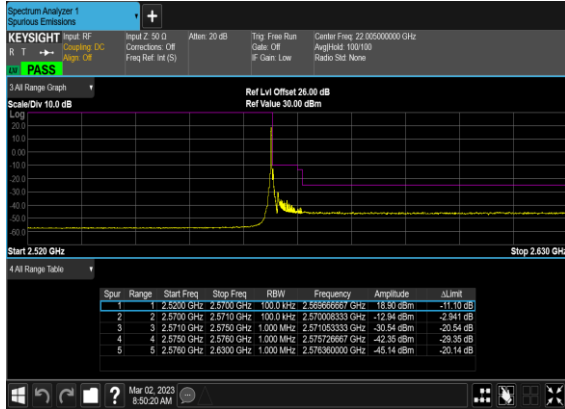 Spectrum Analyzer 1
Spurious Emissions
+
KEYSIGHT Input: RF Input Z: 50 Ω Atten: 20 dB Trig: Free Run Center Freq: 22.005000000 GHz
R T Coupling: DC Corrections: Off Gate: Off Avg|Hold: 100/100
Align: Off Freq Ref: Int (S) IF Gain: Low Radio Std: None
PASS
3 All Range Graph Ref Lvl Offset 26.00 dB
Scale/Div 10.0 dB Ref Value 30.00 dBm
Log
20.0
10.0
0.00
-10.0
-20.0
-30.0
-40.0
-50.0
-60.0
Start 2.520 GHz Stop 2.630 GHz
4 All Range Table
Spur Range Start Freq Stop Freq RBW Frequency Amplitude ΔLimit
1 1 2.5200 GHz 2.5700 GHz 100.0 kHz 2.569666667 GHz 18.90 dBm -11.10 dB
2 2 2.5700 GHz 2.5710 GHz 100.0 kHz 2.570008333 GHz -12.94 dBm -2.941 dB
3 3 2.5710 GHz 2.5750 GHz 1.000 MHz 2.571053333 GHz -30.54 dBm -20.54 dB
4 4 2.5750 GHz 2.5760 GHz 1.000 MHz 2.575726667 GHz -42.35 dBm -29.35 dB
5 5 2.5760 GHz 2.6300 GHz 1.000 MHz 2.576360000 GHz -45.14 dBm -20.14 dB
? Mar 02, 2023
8:50:20 AM